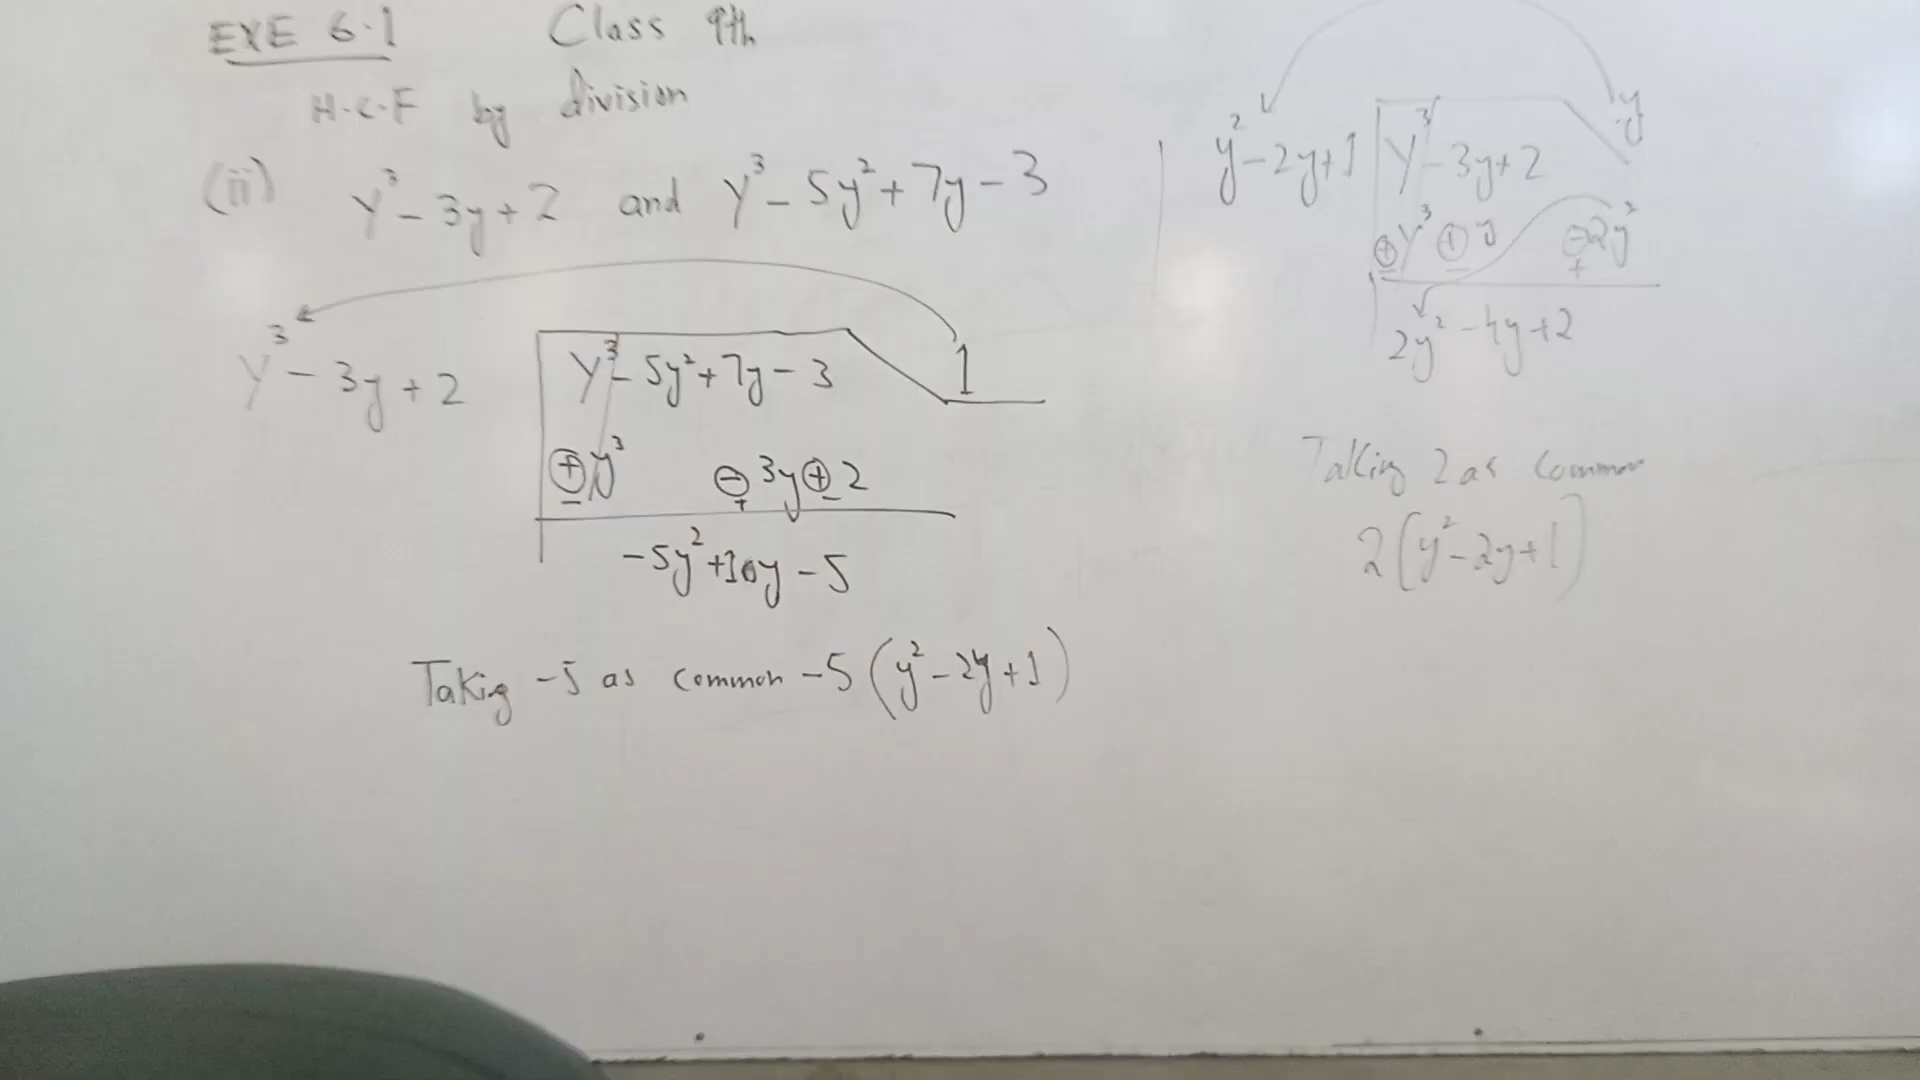 EXE 6.1 Class 9th
H.C.F by division
(ii) y³ - 3y + 2 and y³ - 5y² + 7y - 3
y³ - 3y + 2 y³ - 5y² + 7y - 3 1
⊕y³ ⊖3y ⊕2
- + -
-5y² + 10y - 5
Taking -5 as common -5 (y² - 2y + 1)
y² - 2y + 1 y³ - 3y + 2 y
⊕y³ ⊕y ⊖2y²
- - +
2y² - 4y + 2
Taking 2 as common
2 (y² - 2y + 1)